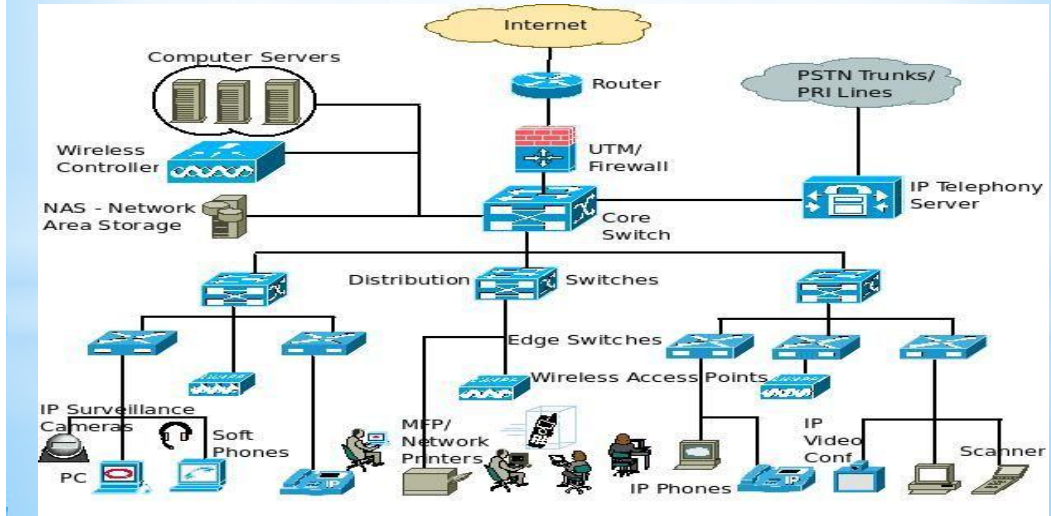 Internet
Computer Servers
Router
PSTN Trunks/
PRI Lines
Wireless
Controller
UTM/
Firewall
NAS - Network
Area Storage
Core
Switch
IP Telephony
Server
Distribution
Switches
Edge Switches
Wireless Access Points
IP Surveillance
Cameras
Soft
Phones
PC
IP
MFP/
Network
Printers
IP Phones
IP
IP
Video
Conf
Scanner